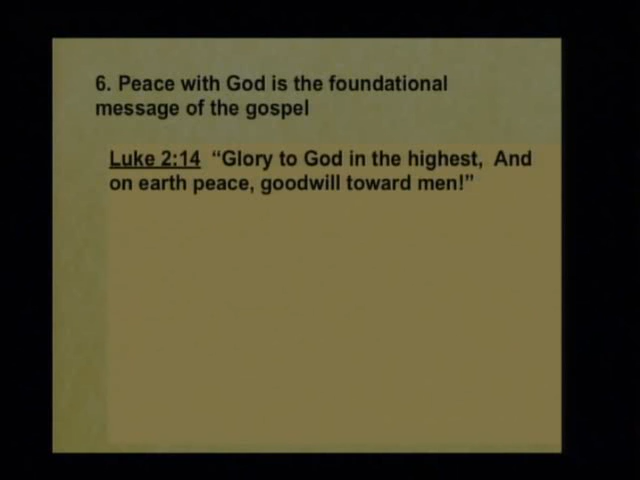 6. Peace with God is the foundational
message of the gospel
Luke 2:14  “Glory to God in the highest,  And
on earth peace, goodwill toward men!”